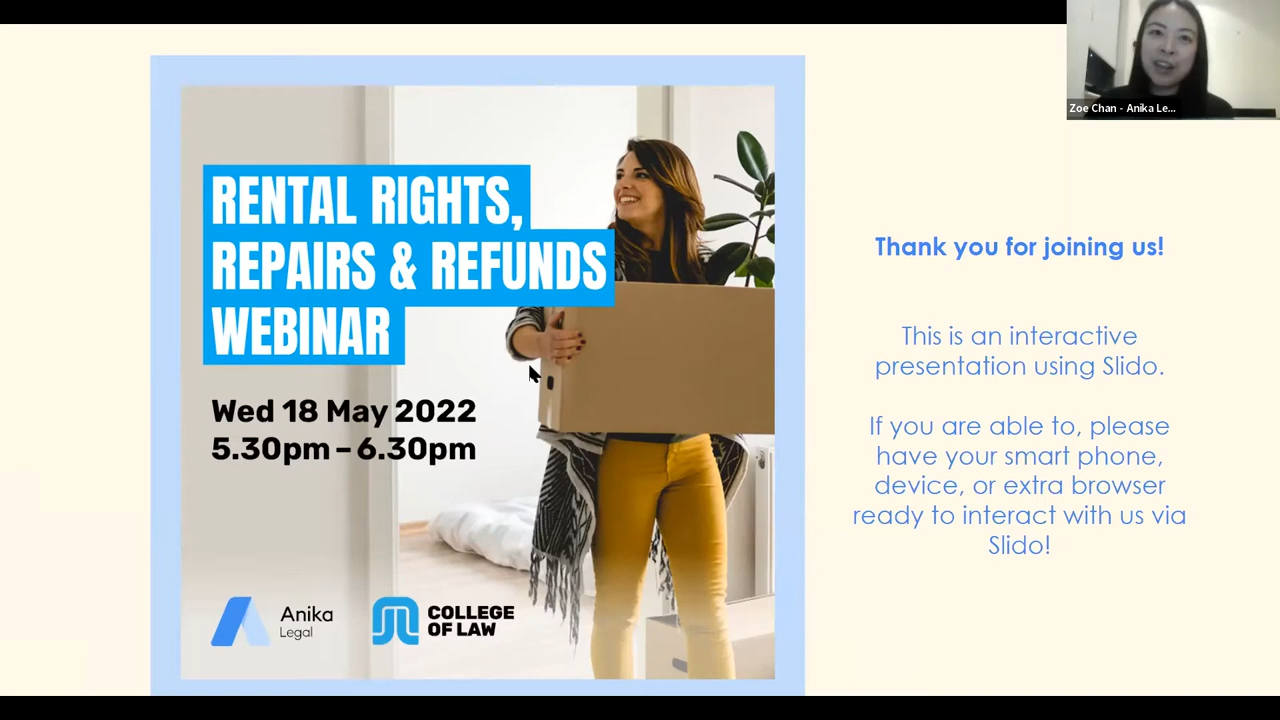 Zoe Chan - Anika Le...
RENTAL RIGHTS,
REPAIRS & REFUNDS
WEBINAR
Wed 18 May 2022
5.30pm – 6.30pm
Anika
Legal
COLLEGE
OF LAW
Thank you for joining us!
This is an interactive
presentation using Slido.
If you are able to, please
have your smart phone,
device, or extra browser
ready to interact with us via
Slido!